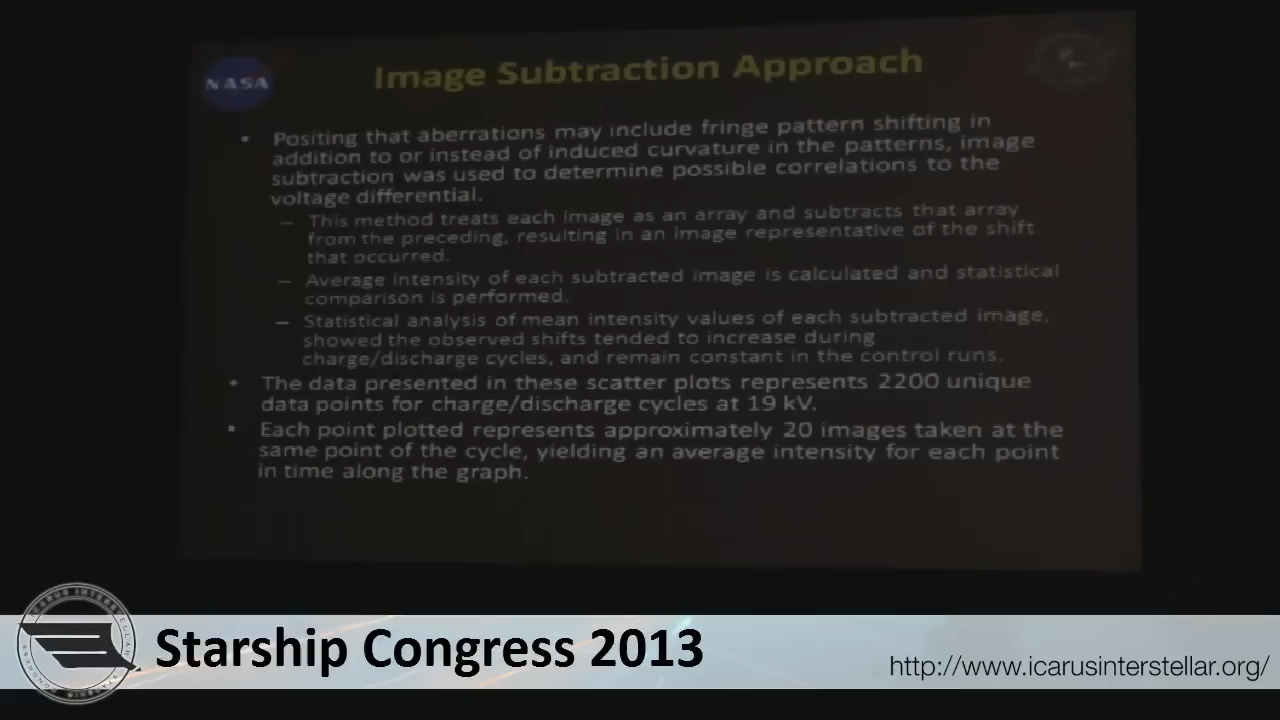 NASA
Image Subtraction Approach
• Positing that aberrations may include fringe pattern shifting in
addition to or instead of induced curvature in the patterns, image
subtraction was used to determine possible correlations to the
voltage differential.
– This method treats each image as an array and subtracts that array
from the preceding, resulting in an image representative of the shift
that occurred.
– Average intensity of each subtracted image is calculated and statistical
comparison is performed.
– Statistical analysis of mean intensity values of each subtracted image,
showed the observed shifts tended to increase during
charge/discharge cycles, and remain constant in the control runs.
• The data presented in these scatter plots represents 2200 unique
data points for charge/discharge cycles at 19 kV.
• Each point plotted represents approximately 20 images taken at the
same point of the cycle, yielding an average intensity for each point
in time along the graph.
ICARUS INTERSTELLAR
STARSHIP CONGRESS
Starship Congress 2013
http://www.icarusinterstellar.org/